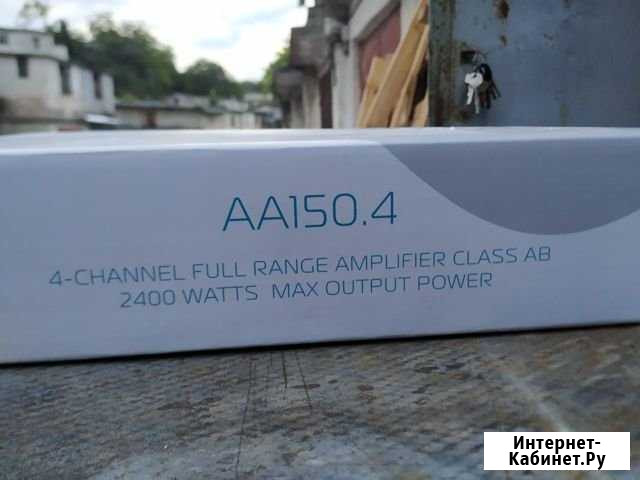 AA150.4
4-CHANNEL FULL RANGE AMPLIFIER CLASS AB
2400 WATTS MAX OUTPUT POWER
Интернет-
Кабинет.Ру